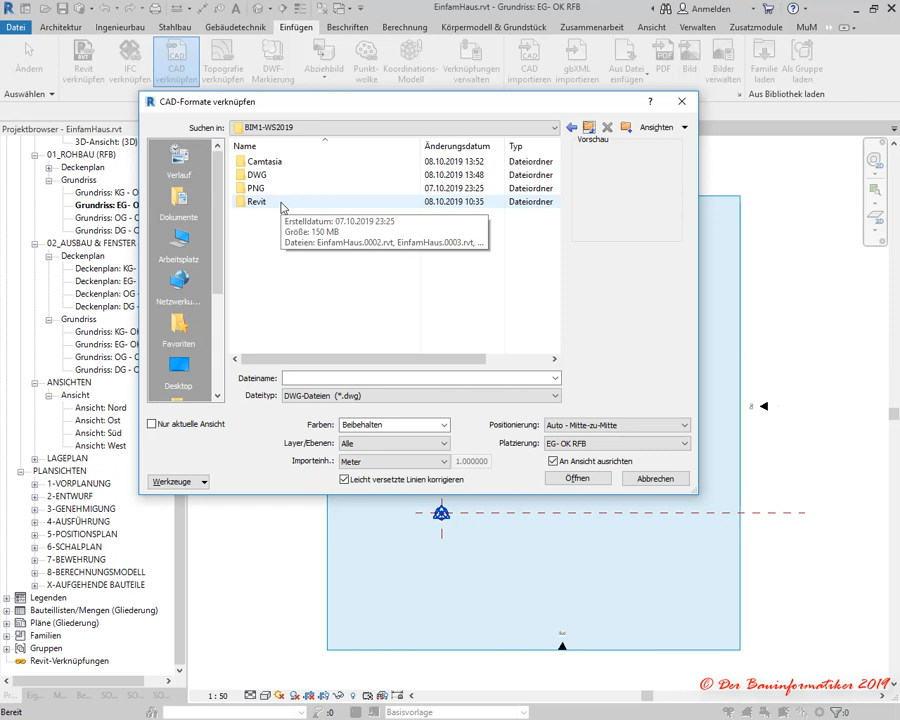 EinfamHaus.rvt - Grundriss: EG- OK RFB
Anmelden
Datei Architektur Ingenieurbau Stahlbau Gebäudetechnik Einfügen Beschriften Berechnung Körpermodell & Grundstück Zusammenarbeit Ansicht Verwalten Zusatzmodule MuM
Ändern
Revit verknüpfen
IFC verknüpfen
CAD verknüpfen
Topografie verknüpfen
DWF-Markierung
Abziehbild
Punkt-wolke
Koordinations-Modell
Verknüpfungen verwalten
CAD importieren
gbXML importieren
Aus Datei einfügen
PDF
Bild
Bilder verwalten
Familie laden
Als Gruppe laden
Auswählen
Aus Bibliothek laden
Projektbrowser - EinfamHaus.rvt
3D-Ansicht: {3D}
01_ROHBAU (RFB)
Deckenplan
Grundriss
Grundriss: KG - O
Grundriss: EG- OK
Grundriss: OG - O
Grundriss: DG - O
02_AUSBAU & FENSTER
Deckenplan
Deckenplan: KG-
Deckenplan: EG -
Deckenplan: OG
Deckenplan: DG -
Grundriss
Grundriss: KG- OK
Grundriss: EG - OK
Grundriss: OG - O
Grundriss: DG - O
ANSICHTEN
Ansicht
Ansicht: Nord
Ansicht: Ost
Ansicht: Süd
Ansicht: West
LAGEPLAN
PLANSICHTEN
1-VORPLANUNG
2-ENTWURF
3-GENEHMIGUNG
4-AUSFÜHRUNG
5-POSITIONSPLAN
6-SCHALPLAN
7-BEWEHRUNG
8-BERECHNUNGSMODELL
X-AUFGEHENDE BAUTEILE
Legenden
Bauteillisten/Mengen (Gliederung)
Pläne (Gliederung)
Familien
Gruppen
Revit-Verknüpfungen
CAD-Formate verknüpfen
?
Suchen in: BIM1-WS2019
Ansichten
Vorschau
Name Änderungsdatum Typ
Camtasia 08.10.2019 13:52 Dateiordner
DWG 08.10.2019 13:48 Dateiordner
PNG 07.10.2019 23:25 Dateiordner
Revit 08.10.2019 10:35 Dateiordner
Erstelldatum: 07.10.2019 23:25
Größe: 150 MB
Dateien: EinfamHaus.0002.rvt, EinfamHaus.0003.rvt, ...
Verlauf
Dokumente
Arbeitsplatz
Netzwerku...
Favoriten
Desktop
Dateiname:
Dateityp: DWG-Dateien (*.dwg)
Nur aktuelle Ansicht
Farben: Beibehalten
Positionierung: Auto - Mitte-zu-Mitte
Layer/Ebenen: Alle
Platzierung: EG- OK RFB
Importeinh.: Meter 1.000000
An Ansicht ausrichten
Werkzeuge
Leicht versetzte Linien korrigieren
Öffnen
Abbrechen
1 : 50
© Der Bauinformatiker 2019
Bereit
:0
Basisvorlage
:0